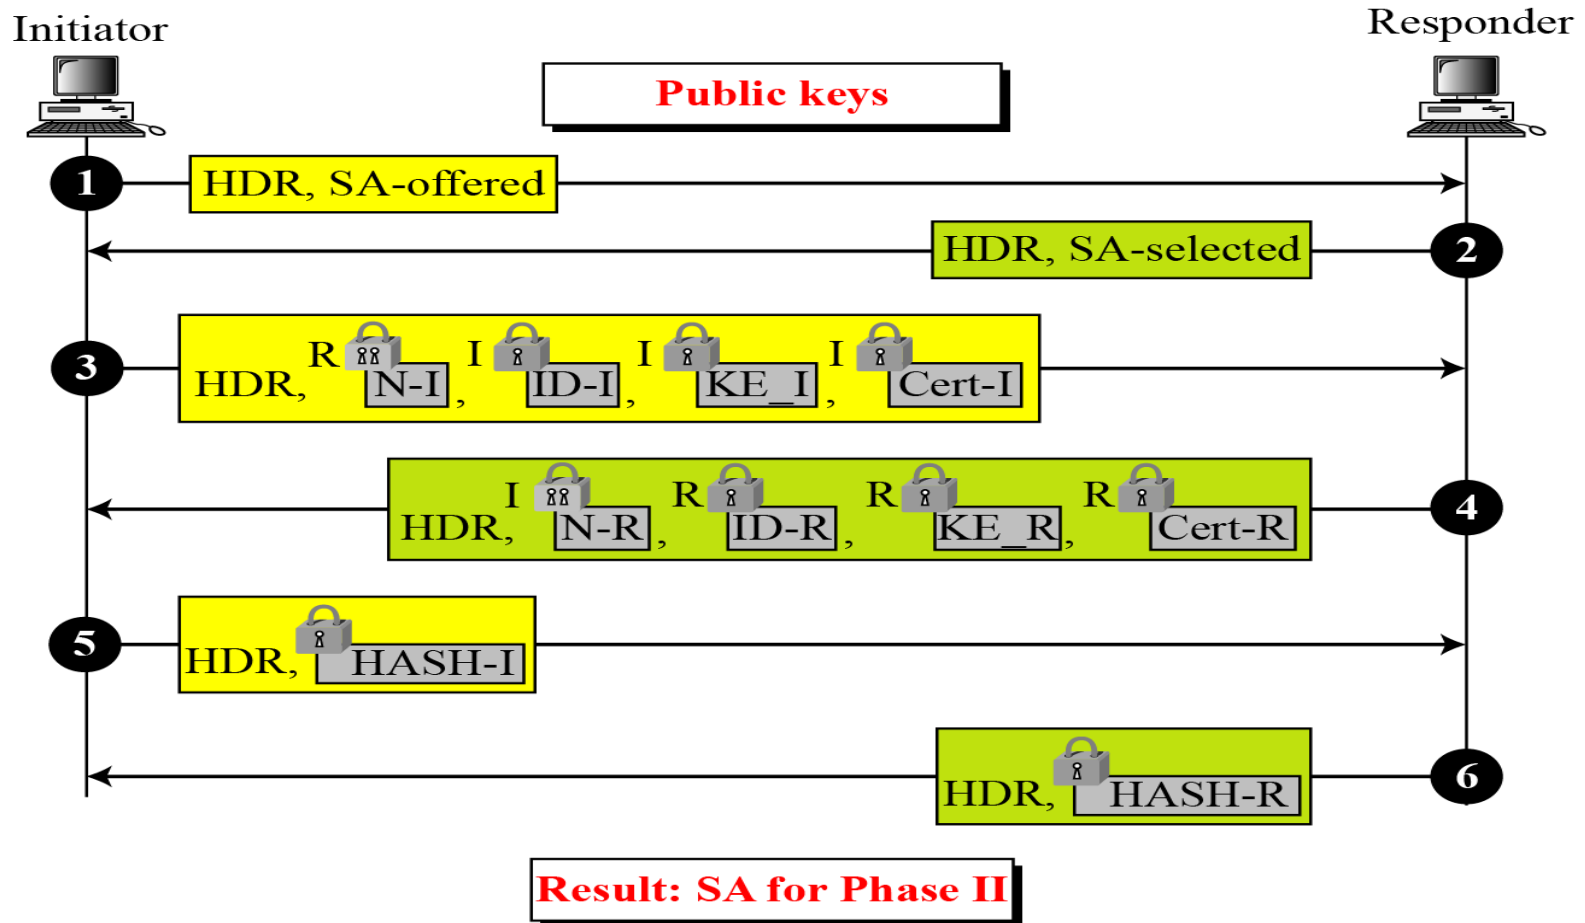 Initiator
Responder
Public keys
1
HDR, SA-offered
HDR, SA-selected
2
3
R I I I
HDR, N-I, ID-I, KE_I, Cert-I
I R R R
HDR, N-R, ID-R, KE_R, Cert-R
4
5
HDR, HASH-I
HDR, HASH-R
6
Result: SA for Phase II